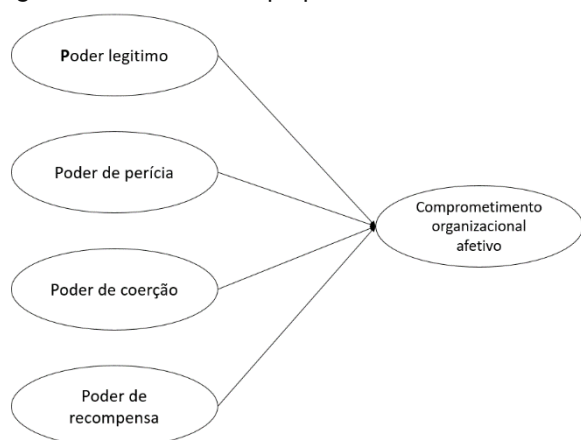 Poder legitimo
Poder de perícia
Poder de coerção
Poder de
recompensa
Comprometimento
organizacional
afetivo